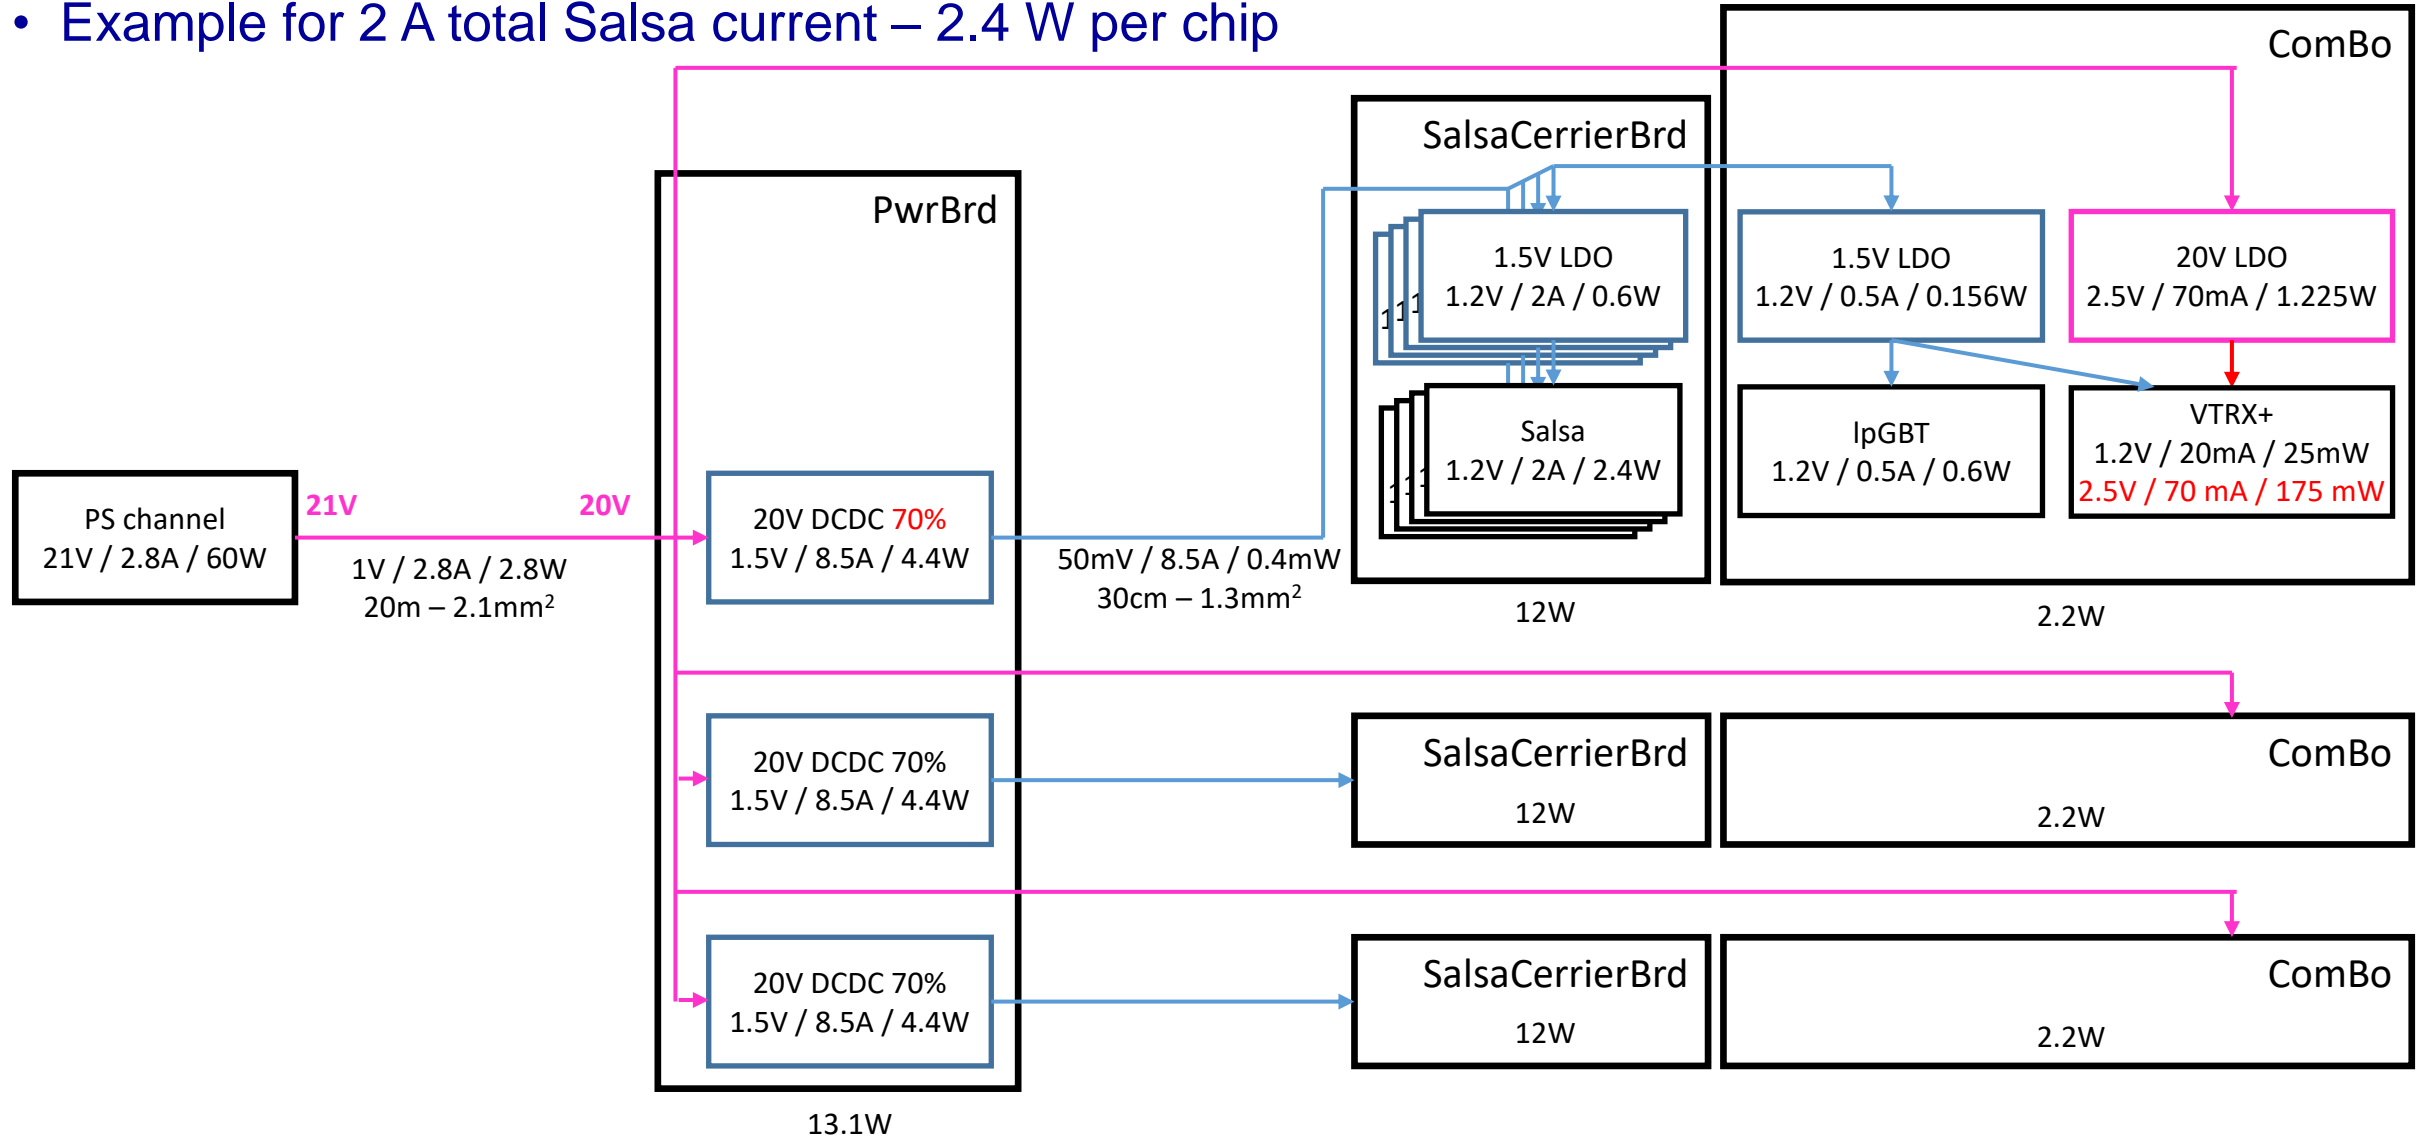 • Example for 2 A total Salsa current – 2.4 W per chip
ComBo
SalsaCerrierBrd
PwrBrd
1.5V LDO
1.2V / 2A / 0.6W
1.5V LDO
1.2V / 0.5A / 0.156W
20V LDO
2.5V / 70mA / 1.225W
Salsa
1.2V / 2A / 2.4W
lpGBT
1.2V / 0.5A / 0.6W
VTRX+
1.2V / 20mA / 25mW
2.5V / 70 mA / 175 mW
PS channel
21V / 2.8A / 60W
21V
20V
1V / 2.8A / 2.8W
20m – 2.1mm²
20V DCDC 70%
1.5V / 8.5A / 4.4W
50mV / 8.5A / 0.4mW
30cm – 1.3mm²
12W
2.2W
20V DCDC 70%
1.5V / 8.5A / 4.4W
SalsaCerrierBrd
12W
ComBo
2.2W
20V DCDC 70%
1.5V / 8.5A / 4.4W
SalsaCerrierBrd
12W
ComBo
2.2W
13.1W